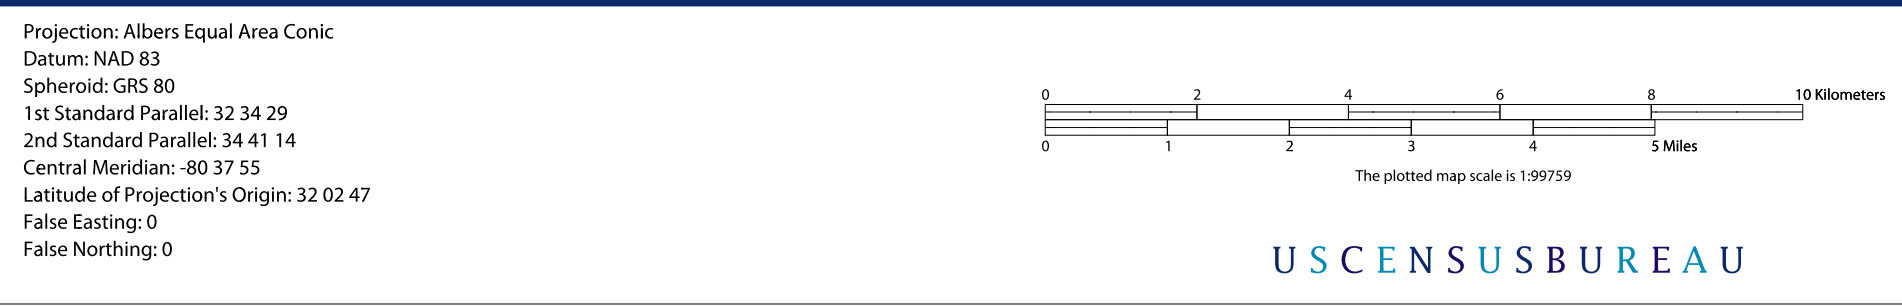 Projection: Albers Equal Area Conic
Datum: NAD 83
Spheroid: GRS 80
1st Standard Parallel: 32 34 29
2nd Standard Parallel: 34 41 14
Central Meridian: -80 37 55
Latitude of Projection's Origin: 32 02 47
False Easting: 0
False Northing: 0
0 2 4 6 8 10 Kilometers
0 1 2 3 4 5 Miles
The plotted map scale is 1:99759
USCENSUSBUREAU